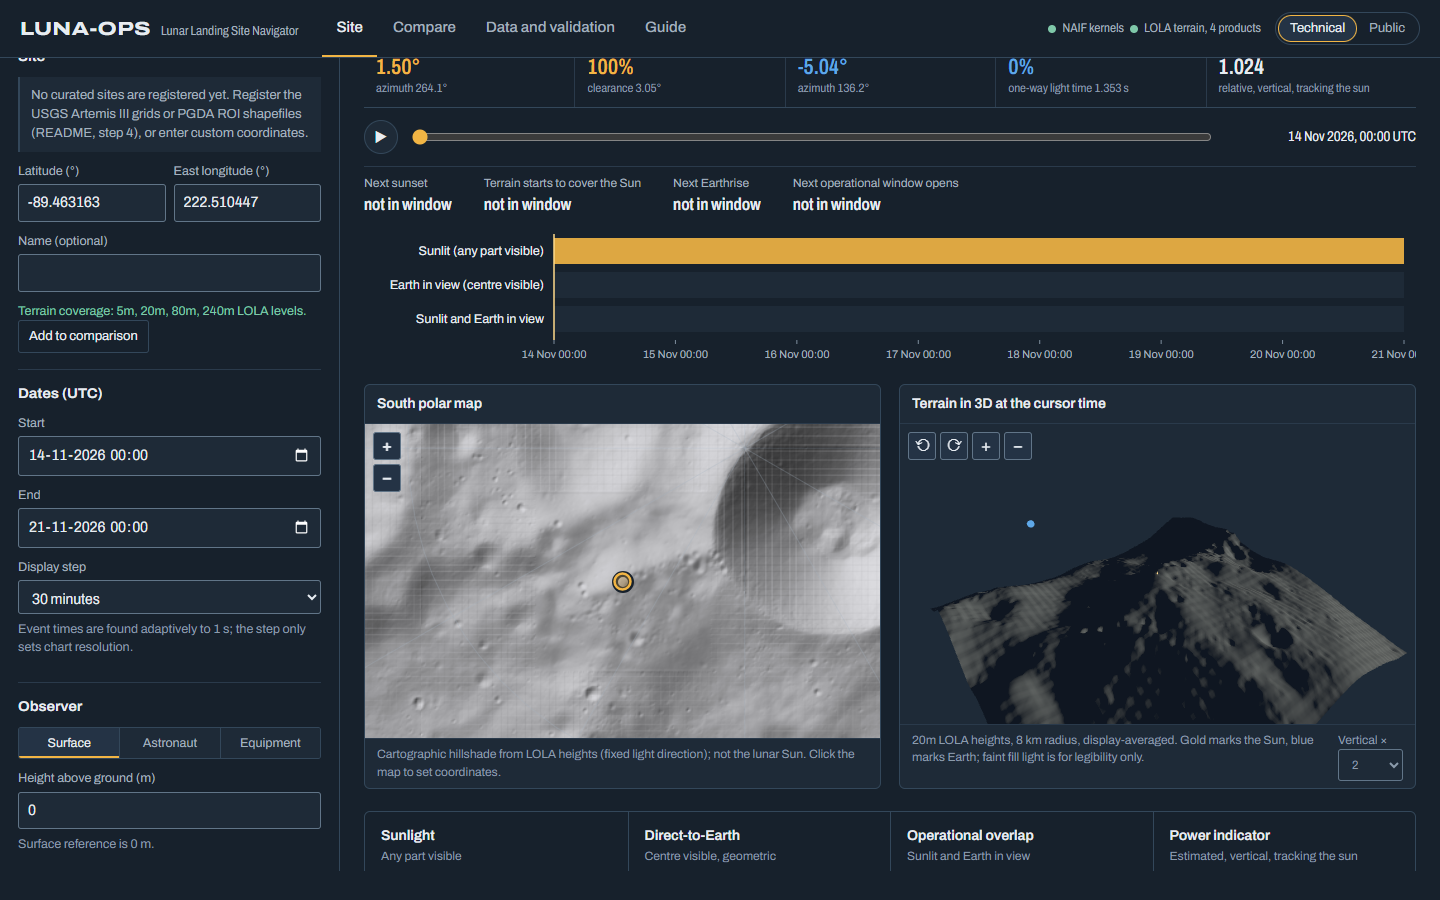 LUNA-OPS Lunar Landing Site Navigator
Site
Compare
Data and validation
Guide
NAIF kernels
LOLA terrain, 4 products
Technical
Public
Site
No curated sites are registered yet. Register the
USGS Artemis III grids or PGDA ROI shapefiles
(README, step 4), or enter custom coordinates.
Latitude (°)
East longitude (°)
-89.463163
222.510447
Name (optional)
Terrain coverage: 5m, 20m, 80m, 240m LOLA levels.
Add to comparison
Dates (UTC)
Start
14-11-2026 00:00
End
21-11-2026 00:00
Display step
30 minutes
Event times are found adaptively to 1 s; the step only
sets chart resolution.
Observer
Surface
Astronaut
Equipment
Height above ground (m)
0
Surface reference is 0 m.
1.50°
azimuth 264.1°
100%
clearance 3.05°
-5.04°
azimuth 136.2°
0%
one-way light time 1.353 s
1.024
relative, vertical, tracking the sun
14 Nov 2026, 00:00 UTC
Next sunset
not in window
Terrain starts to cover the Sun
not in window
Next Earthrise
not in window
Next operational window opens
not in window
Sunlit (any part visible)
Earth in view (centre visible)
Sunlit and Earth in view
14 Nov 00:00
15 Nov 00:00
16 Nov 00:00
17 Nov 00:00
18 Nov 00:00
19 Nov 00:00
20 Nov 00:00
21 Nov 0
South polar map
+
−
Cartographic hillshade from LOLA heights (fixed light direction); not the lunar Sun. Click the
map to set coordinates.
Terrain in 3D at the cursor time
+
−
20m LOLA heights, 8 km radius, display-averaged. Gold marks the Sun, blue
marks Earth; faint fill light is for legibility only.
Vertical ×
2
Sunlight
Any part visible
Direct-to-Earth
Centre visible, geometric
Operational overlap
Sunlit and Earth in view
Power indicator
Estimated, vertical, tracking the sun